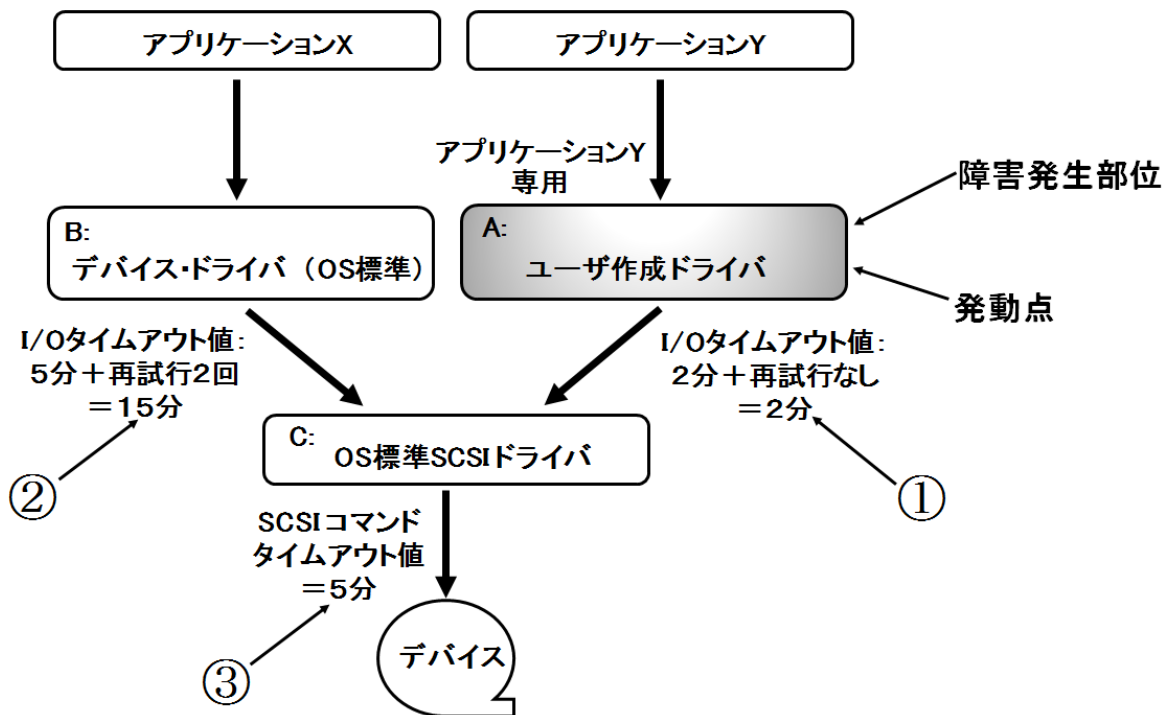 アプリケーションX
アプリケーションY
アプリケーションY
専用
障害発生部位
B:
デバイス・ドライバ（OS標準）
A:
ユーザ作成ドライバ
発動点
I/Oタイムアウト値：
5分＋再試行2回
＝15分
I/Oタイムアウト値：
2分＋再試行なし
＝2分
C:
OS標準SCSIドライバ
②
①
SCSIコマンド
タイムアウト値
＝5分
③
デバイス